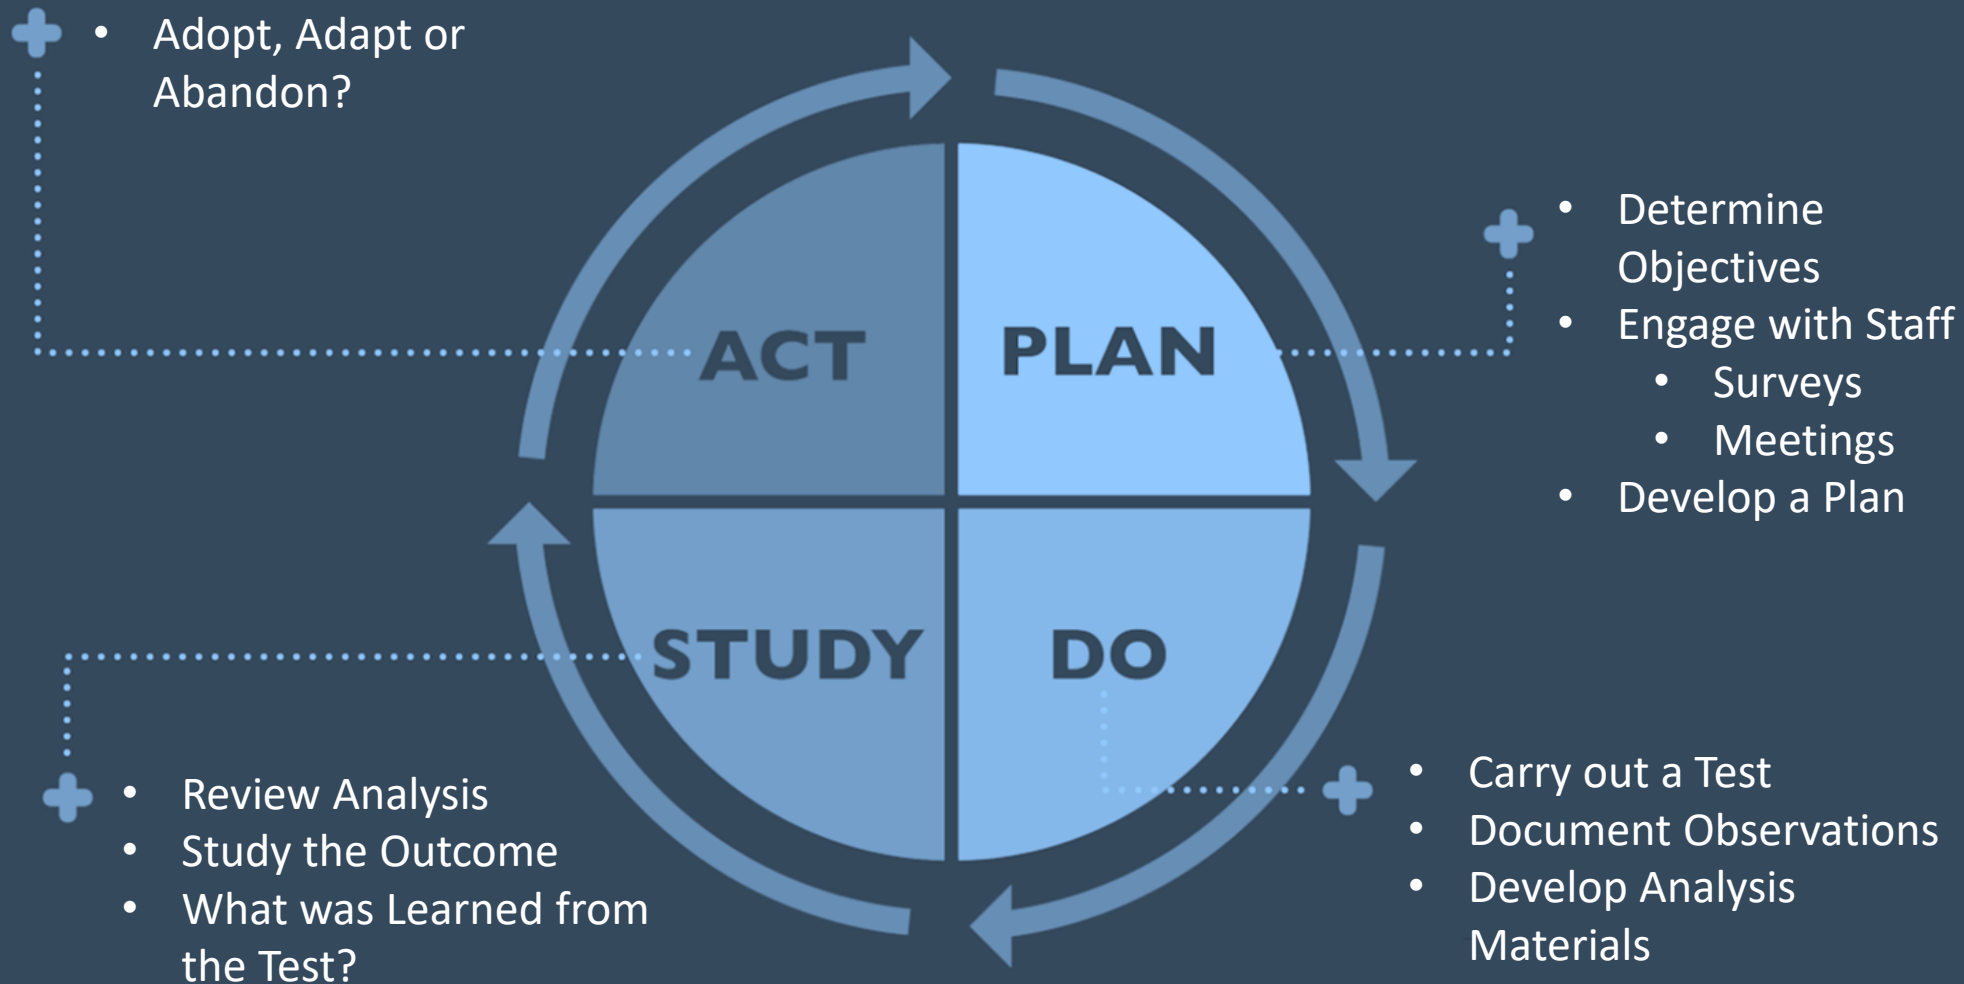 • Adopt, Adapt or
Abandon?
ACT
PLAN
• Determine
Objectives
• Engage with Staff
• Surveys
• Meetings
• Develop a Plan
STUDY
DO
• Review Analysis
• Study the Outcome
• What was Learned from
the Test?
• Carry out a Test
• Document Observations
• Develop Analysis
Materials